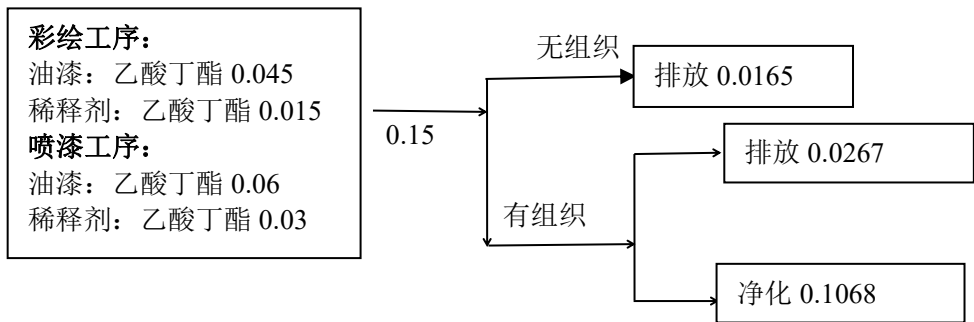 彩绘工序：
油漆：乙酸丁酯 0.045
稀释剂：乙酸丁酯 0.015
喷漆工序：
油漆：乙酸丁酯 0.06
稀释剂：乙酸丁酯 0.03
0.15
无组织
排放 0.0165
有组织
排放 0.0267
净化 0.1068